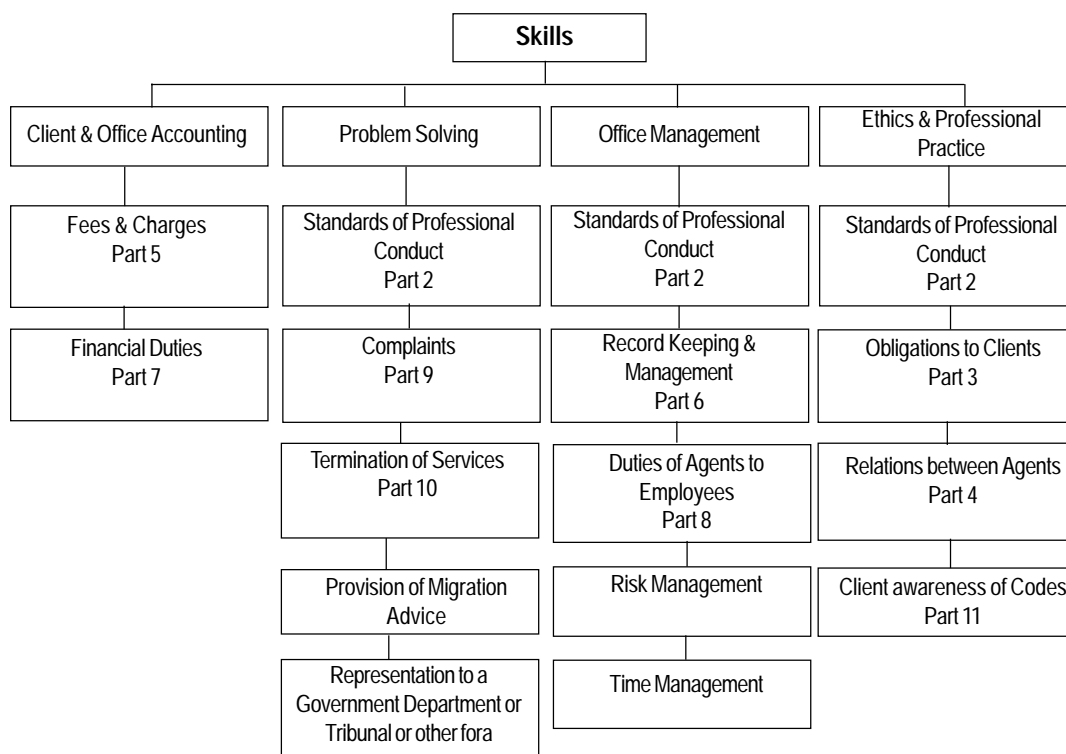 Skills
Client & Office Accounting
Problem Solving
Office Management
Ethics & Professional
Practice
Fees & Charges
Part 5
Standards of Professional
Conduct
Part 2
Standards of Professional
Conduct
Part 2
Standards of Professional
Conduct
Part 2
Financial Duties
Part 7
Complaints
Part 9
Record Keeping &
Management
Part 6
Obligations to Clients
Part 3
Termination of Services
Part 10
Duties of Agents to
Employees
Part 8
Relations between Agents
Part 4
Provision of Migration
Advice
Risk Management
Client awareness of Codes
Part 11
Representation to a
Government Department or
Tribunal or other fora
Time Management